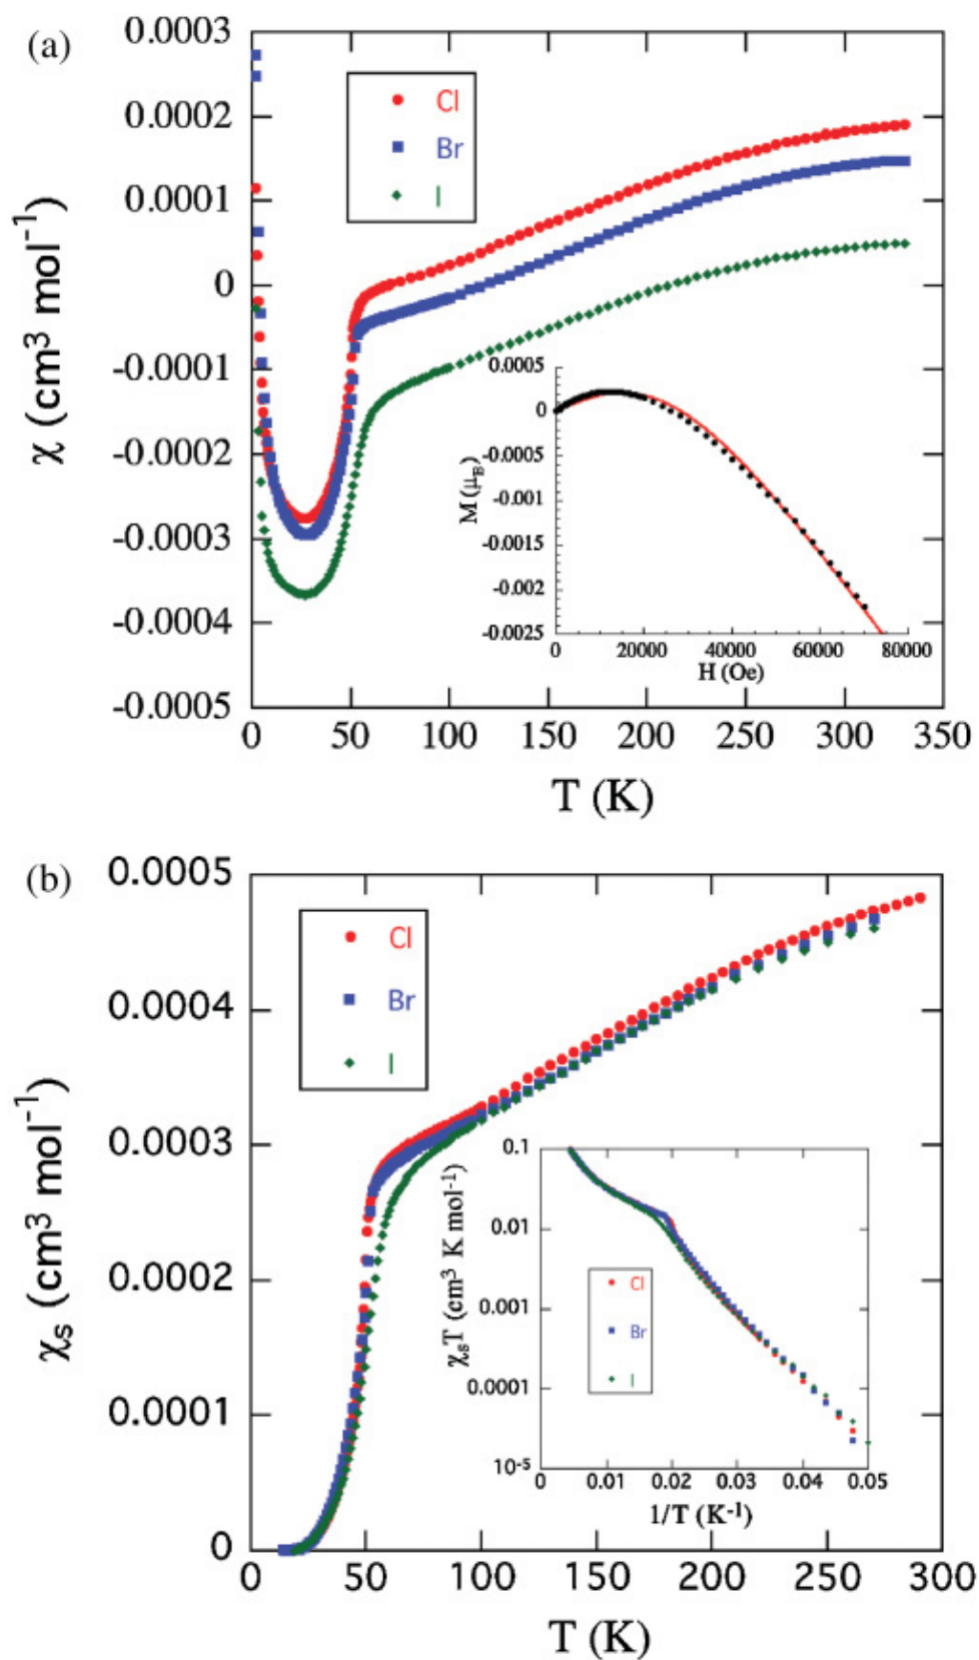 (a)
0.0003
0.0002
0.0001
0
-0.0001
-0.0002
-0.0003
-0.0004
-0.0005
χ (cm³ mol⁻¹)
Cl
Br
I
0.0005
0
-0.0005
-0.001
-0.0015
-0.002
-0.0025
M (μ_B)
0 20000 40000 60000 80000
H (Oe)
0 50 100 150 200 250 300 350
T (K)
(b)
0.0005
0.0004
0.0003
0.0002
0.0001
0
χₛ (cm³ mol⁻¹)
Cl
Br
I
0.1
0.01
0.001
0.0001
10⁻⁵
χₛT (cm³ K mol⁻¹)
Cl
Br
I
0 0.01 0.02 0.03 0.04 0.05
1/T (K⁻¹)
0 50 100 150 200 250 300
T (K)